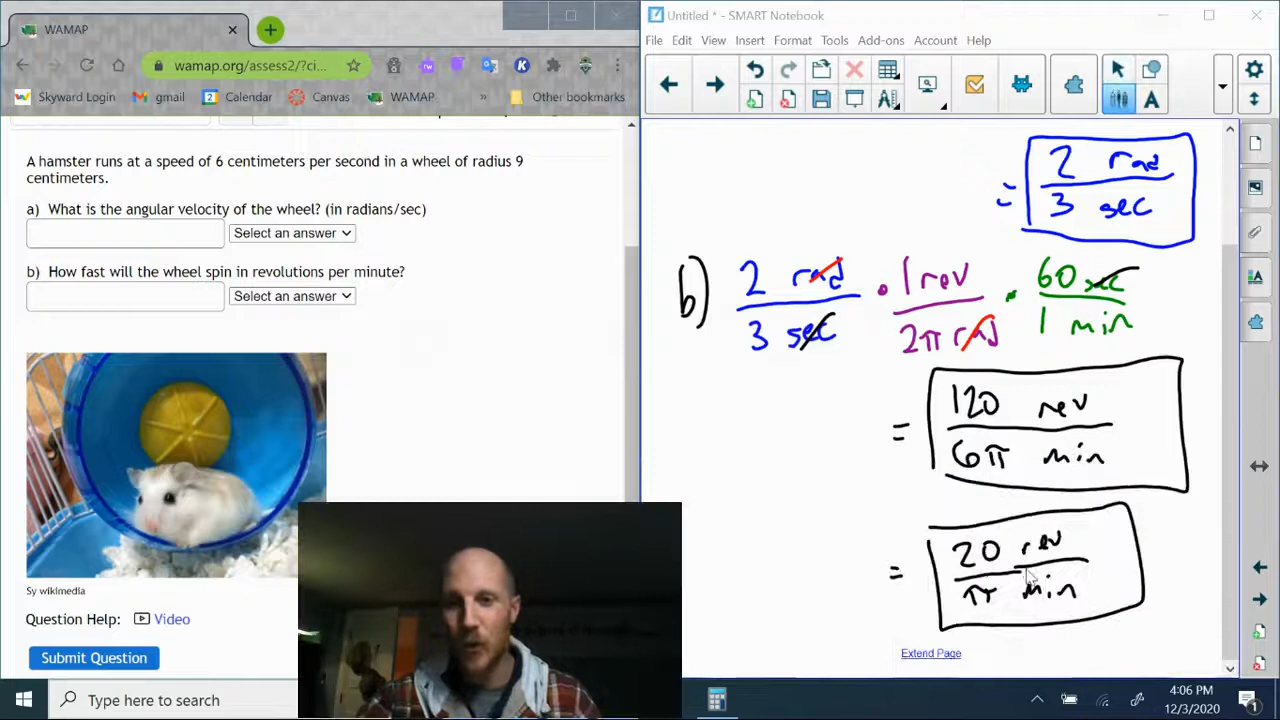 WAMAP
Untitled * - SMART Notebook
wamap.org/assess2/?ci...
File Edit View Insert Format Tools Add-ons Account Help
Skyward Login gmail Calendar Canvas WAMAP » Other bookmarks
A hamster runs at a speed of 6 centimeters per second in a wheel of radius 9
centimeters.
a) What is the angular velocity of the wheel? (in radians/sec)
Select an answer
b) How fast will the wheel spin in revolutions per minute?
Select an answer
Sy wikimedia
Question Help: Video
Submit Question
2 rad
= 3 sec
b) 2 rad · 1 rev · 60 sec
3 sec 2π rad 1 min
120 rev
=
6π min
20 rev
=
π min
Extend Page
Type here to search
4:06 PM
12/3/2020
1